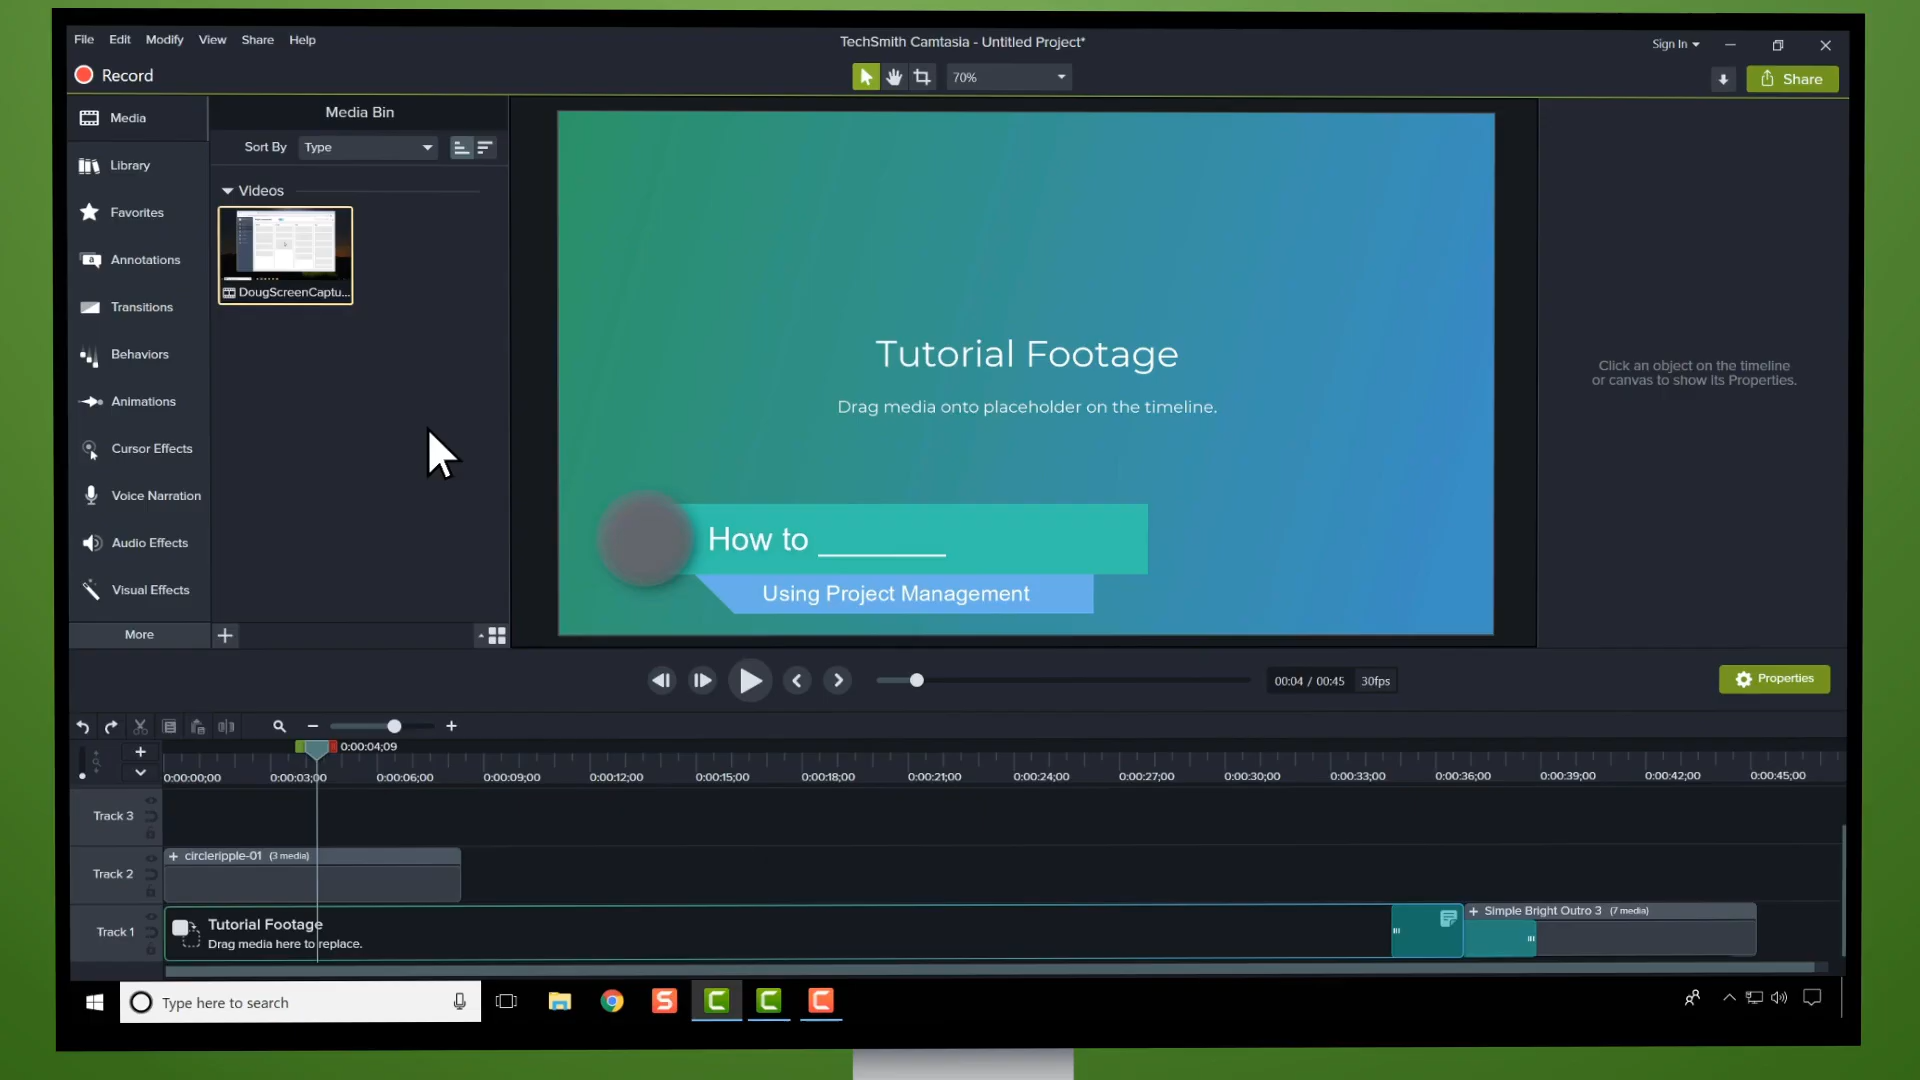 File Edit Modify View Share Help
TechSmith Camtasia - Untitled Project*
Sign In
Record
70%
Share
Media
Library
Favorites
Annotations
Transitions
Behaviors
Animations
Cursor Effects
Voice Narration
Audio Effects
Visual Effects
More
Media Bin
Sort By Type
Videos
DougScreenCaptu...
Tutorial Footage
Drag media onto placeholder on the timeline.
How to ________
Using Project Management
Click an object on the timeline
or canvas to show its Properties.
00:04 / 00:45 30fps
Properties
0:00:04;09
0:00:00;00 0:00:03;00 0:00:06;00 0:00:09;00 0:00:12;00 0:00:15;00 0:00:18;00 0:00:21;00 0:00:24;00 0:00:27;00 0:00:30;00 0:00:33;00 0:00:36;00 0:00:39;00 0:00:42;00 0:00:45;00
Track 3
circleripple-01 (3 media)
Track 2
Simple Bright Outro 3 (7 media)
Track 1
Tutorial Footage
Drag media here to replace.
Type here to search